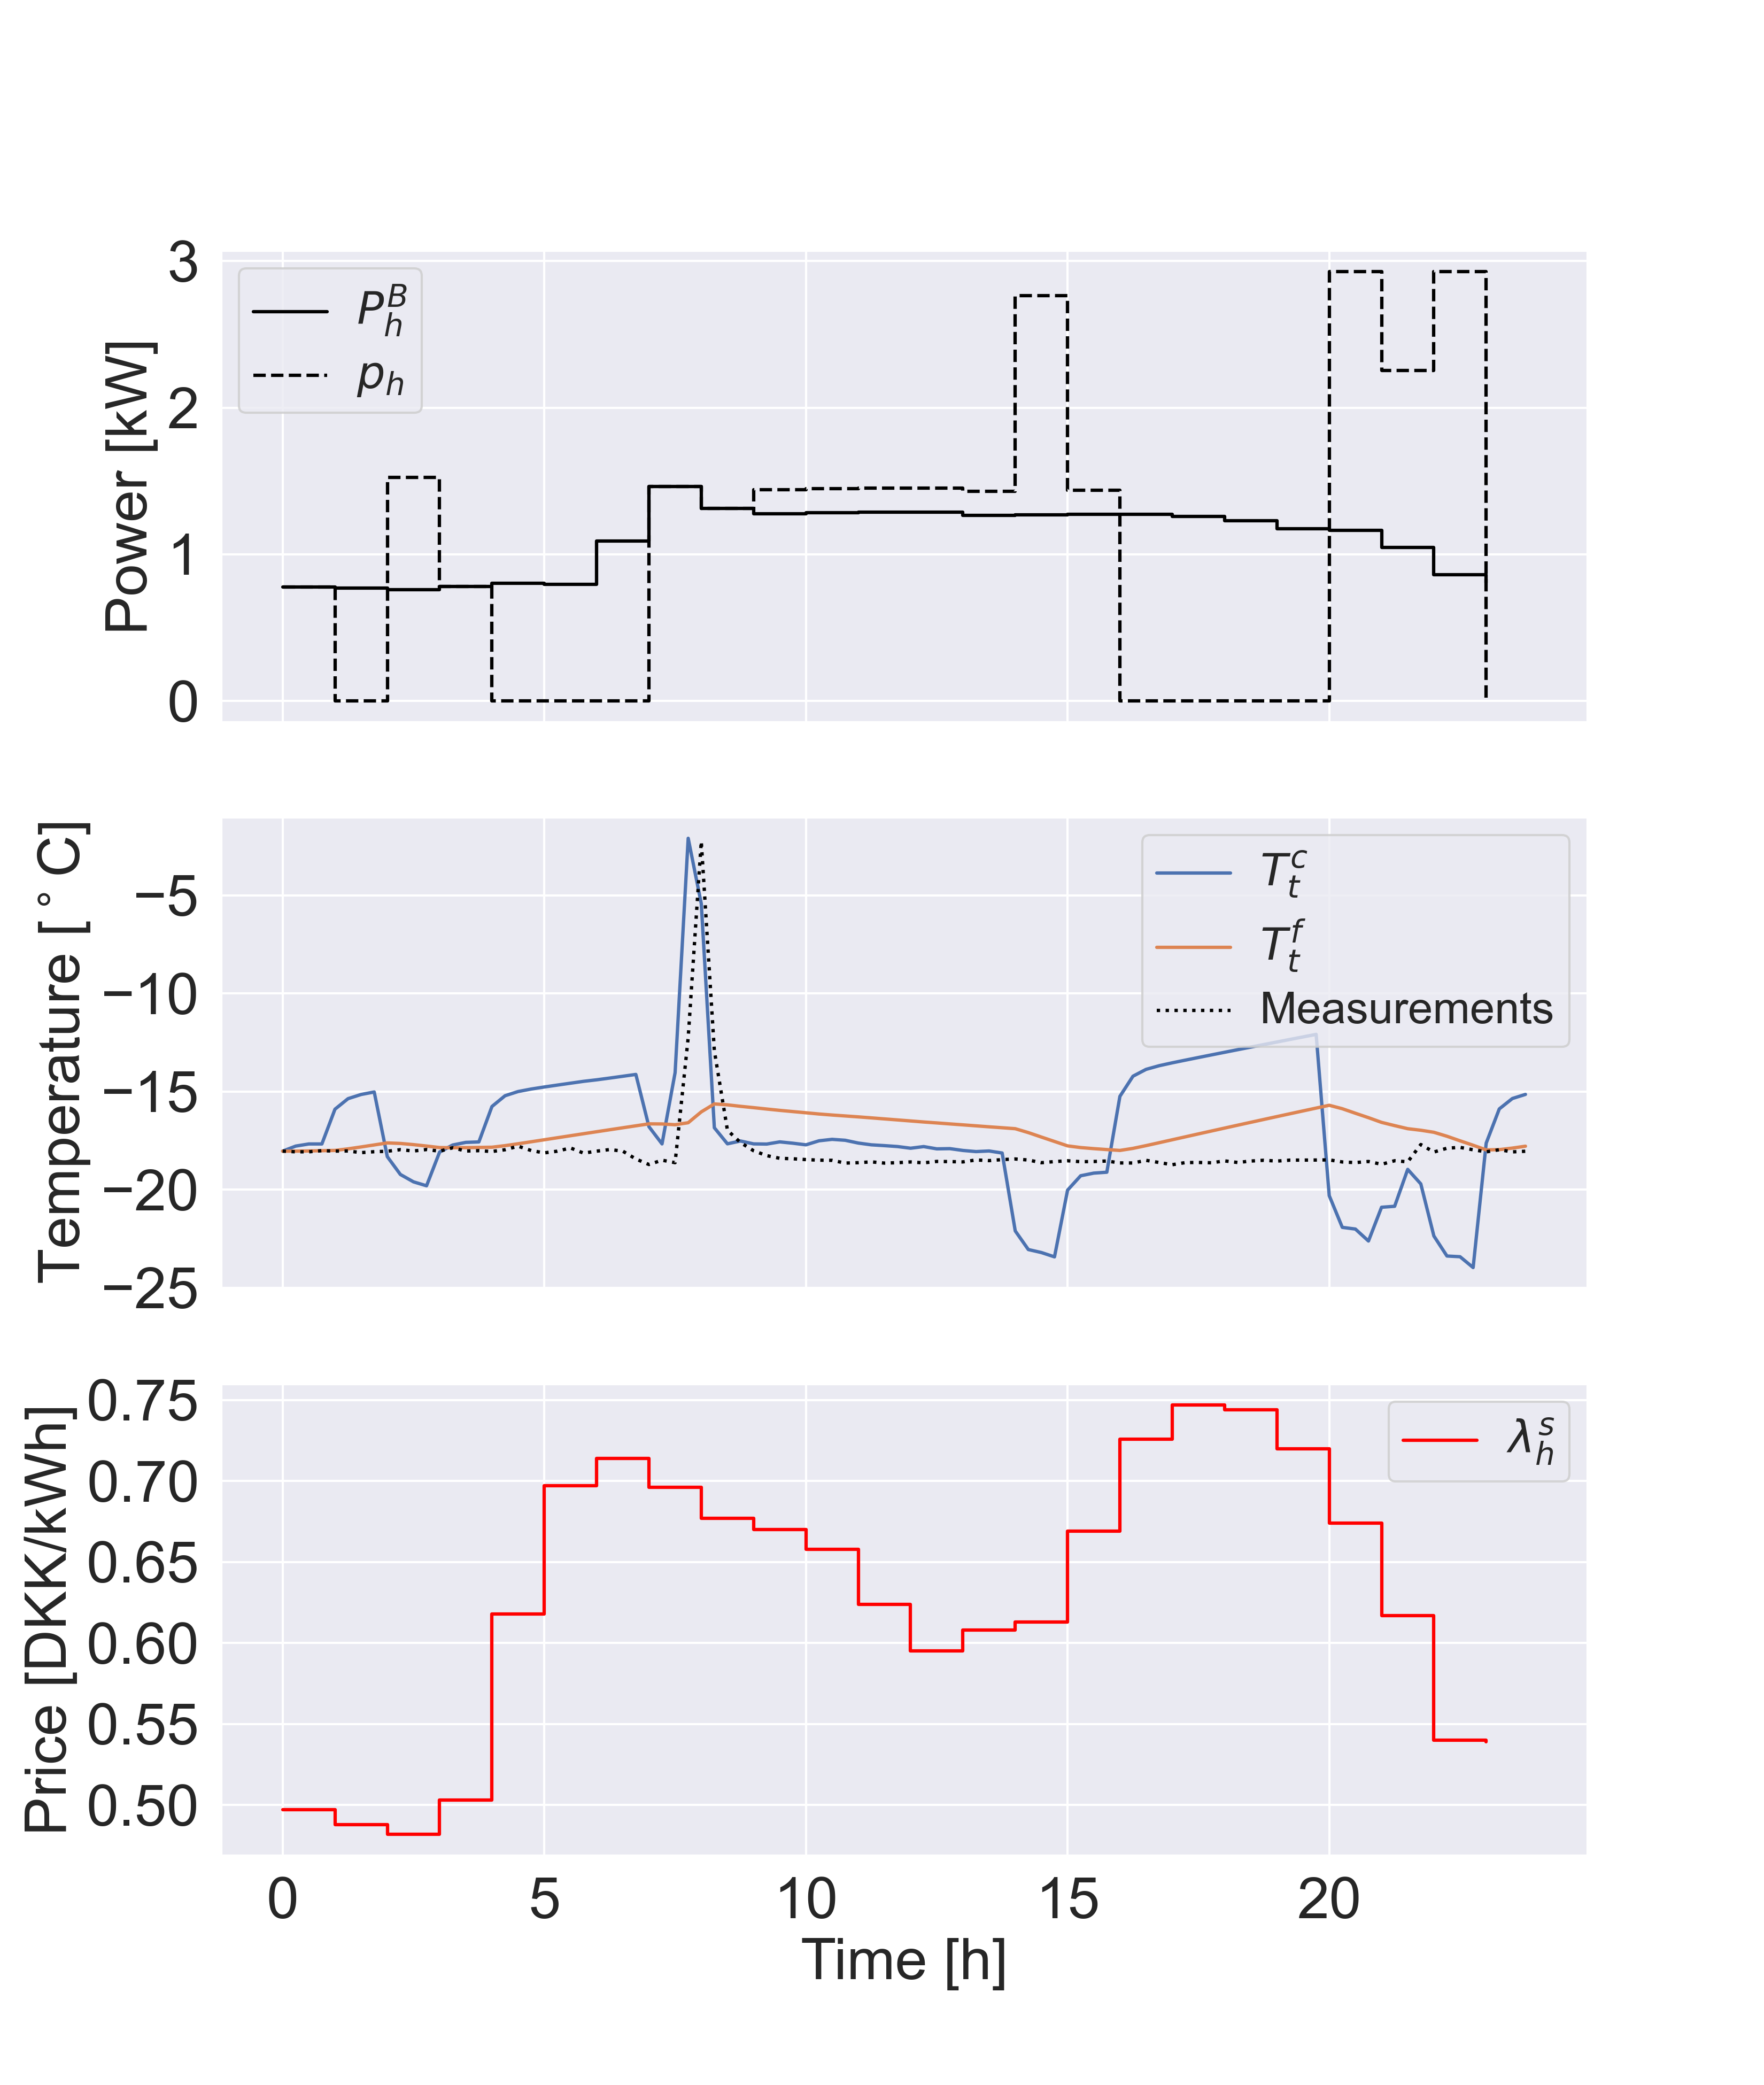 Power [kW]
3
2
1
0
P_h^B
p_h
Temperature [°C]
−5
−10
−15
−20
−25
T_t^c
T_t^f
Measurements
Price [DKK/kWh]
0.75
0.70
0.65
0.60
0.55
0.50
λ_h^s
0 5 10 15 20
Time [h]